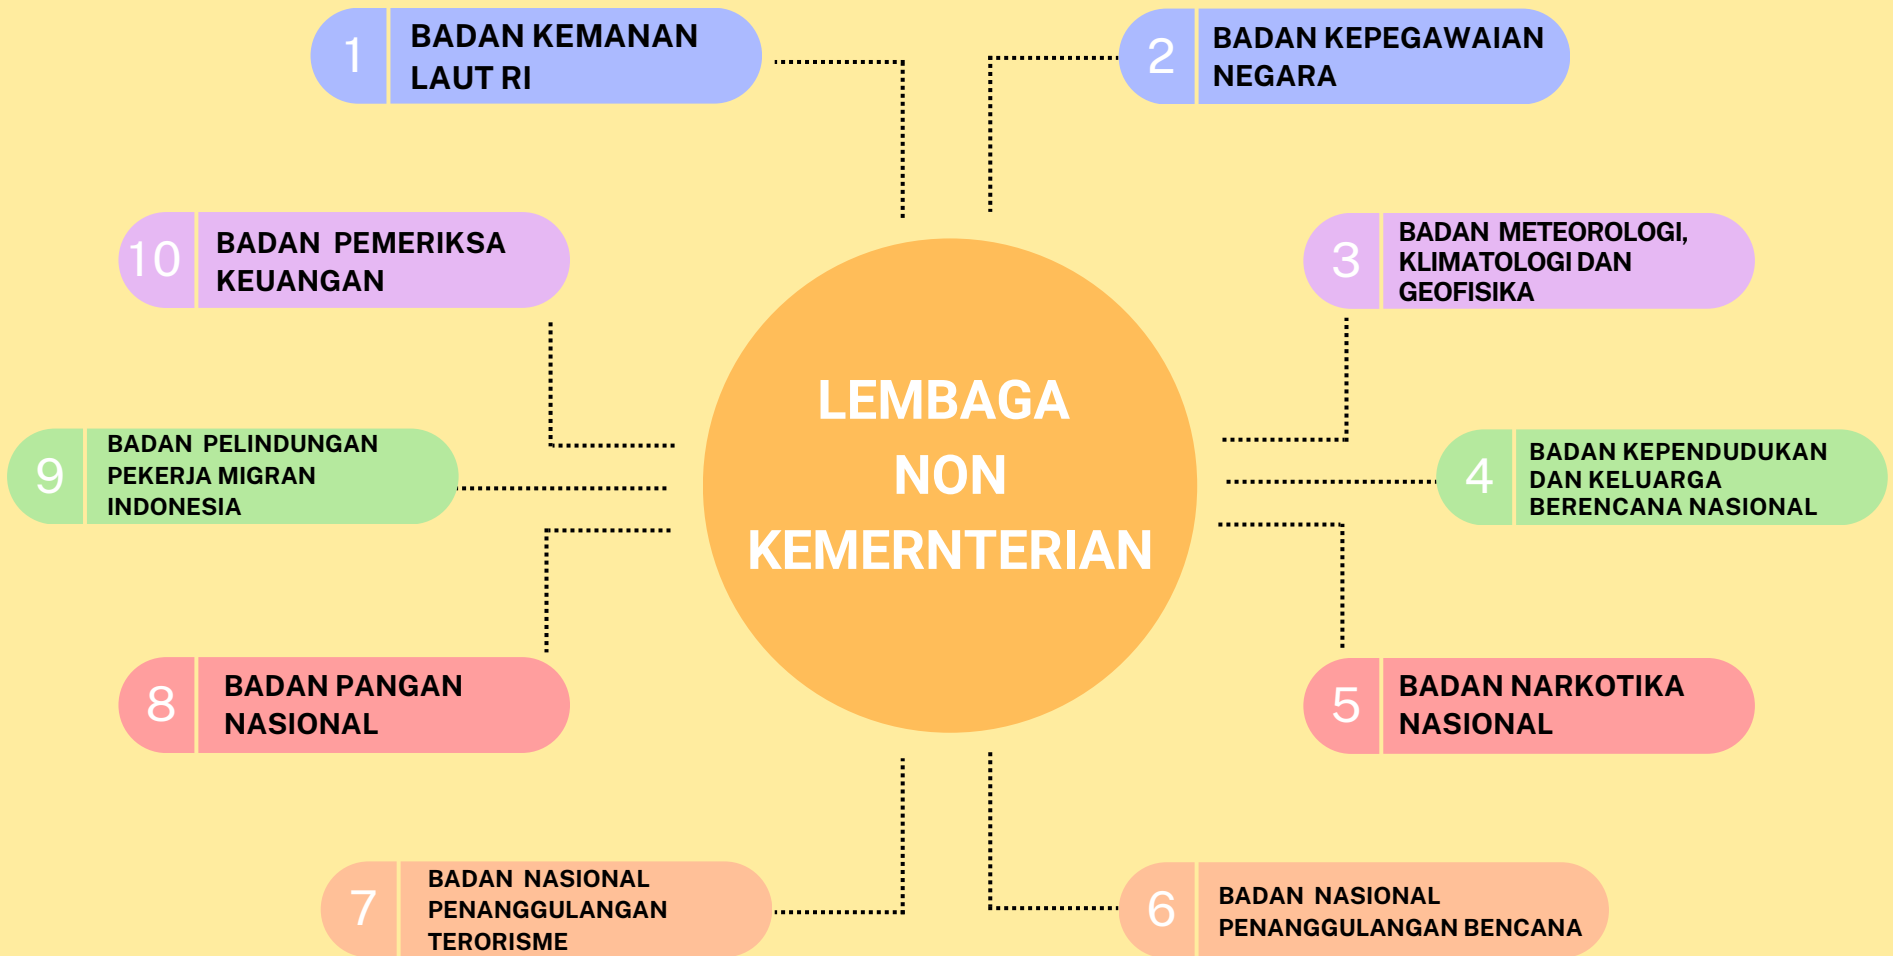 1
BADAN KEMANAN
LAUT RI
2
BADAN KEPEGAWAIAN
NEGARA
10
BADAN PEMERIKSA
KEUANGAN
3
BADAN METEOROLOGI,
KLIMATOLOGI DAN
GEOFISIKA
LEMBAGA
NON
KEMERNTERIAN
9
BADAN PELINDUNGAN
PEKERJA MIGRAN
INDONESIA
4
BADAN KEPENDUDUKAN
DAN KELUARGA
BERENCANA NASIONAL
8
BADAN PANGAN
NASIONAL
5
BADAN NARKOTIKA
NASIONAL
7
BADAN NASIONAL
PENANGGULANGAN
TERORISME
6
BADAN NASIONAL
PENANGGULANGAN BENCANA